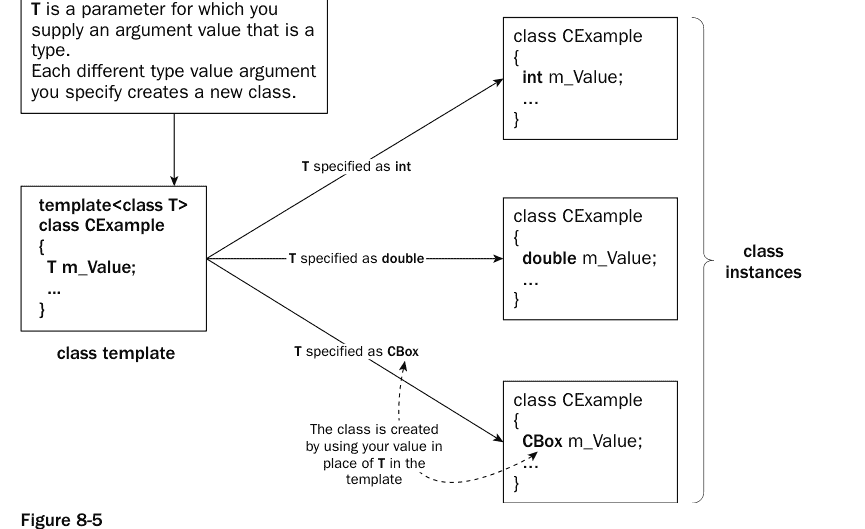 T is a parameter for which you
supply an argument value that is a
type.
Each different type value argument
you specify creates a new class.
template<class T>
class CExample
{
T m_Value;
...
}
class template
T specified as int
T specified as double
T specified as CBox
The class is created
by using your value in
place of T in the
template
class CExample
{
int m_Value;
...
}
class CExample
{
double m_Value;
...
}
class CExample
{
CBox m_Value;
...
}
class
instances
Figure 8-5